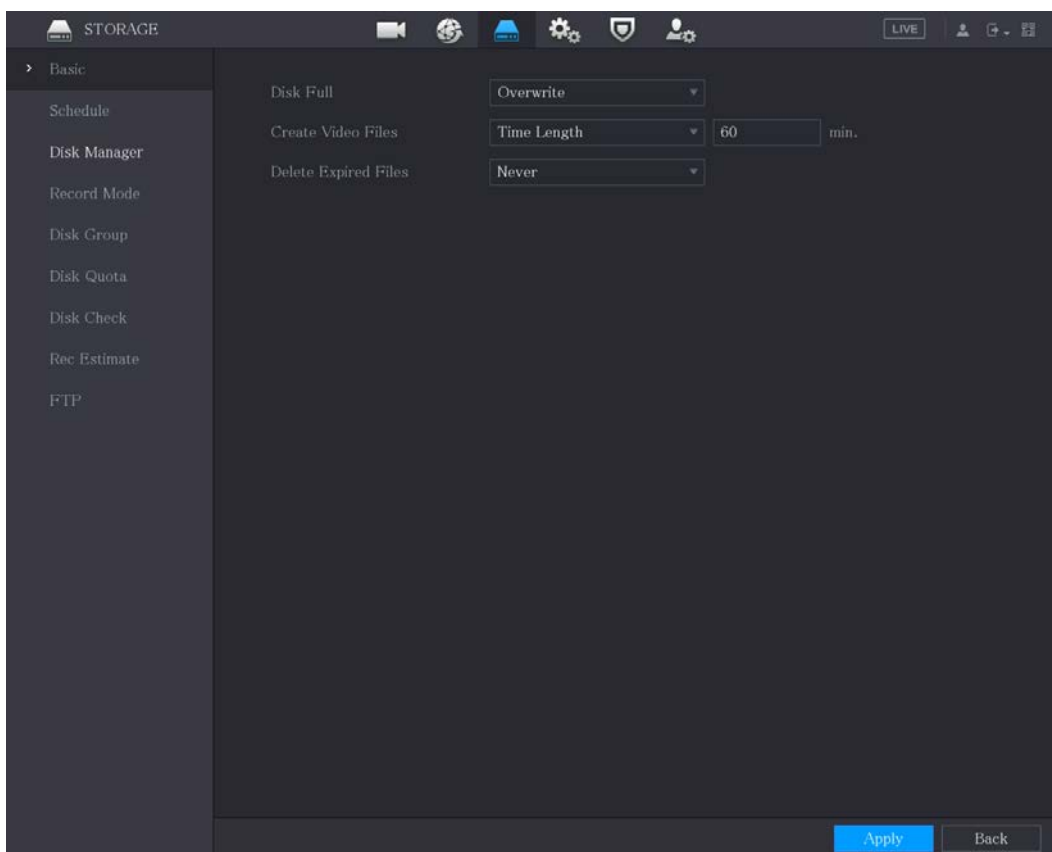 STORAGE
LIVE
Basic
Schedule
Disk Manager
Record Mode
Disk Group
Disk Quota
Disk Check
Rec Estimate
FTP
Disk Full Overwrite
Create Video Files Time Length 60 min.
Delete Expired Files Never
Apply Back